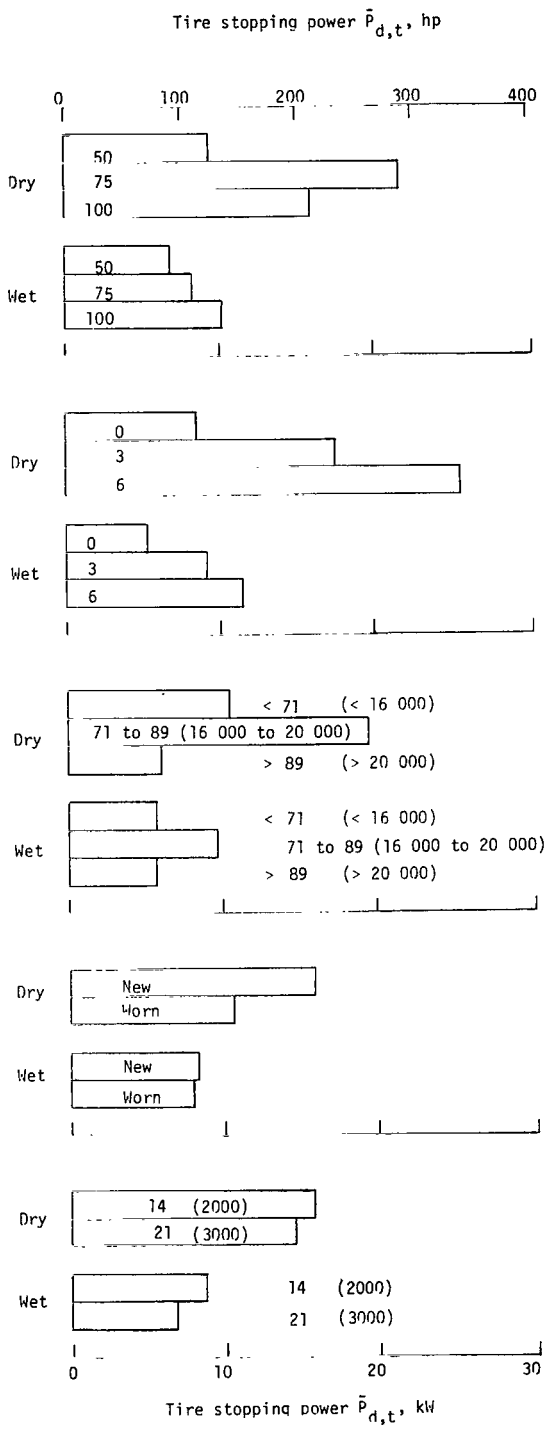 Tire stopping power P̄d,t, hp
0 100 200 300 400
50
Dry 75
100
50
Wet 75
100
0
Dry 3
6
0
Wet 3
6
< 71 (< 16 000)
Dry 71 to 89 (16 000 to 20 000)
> 89 (> 20 000)
< 71 (< 16 000)
Wet 71 to 89 (16 000 to 20 000)
> 89 (> 20 000)
Dry New
Worn
Wet New
Worn
Dry 14 (2000)
21 (3000)
Wet 14 (2000)
21 (3000)
0 10 20 30
Tire stopping power P̄d,t, kW